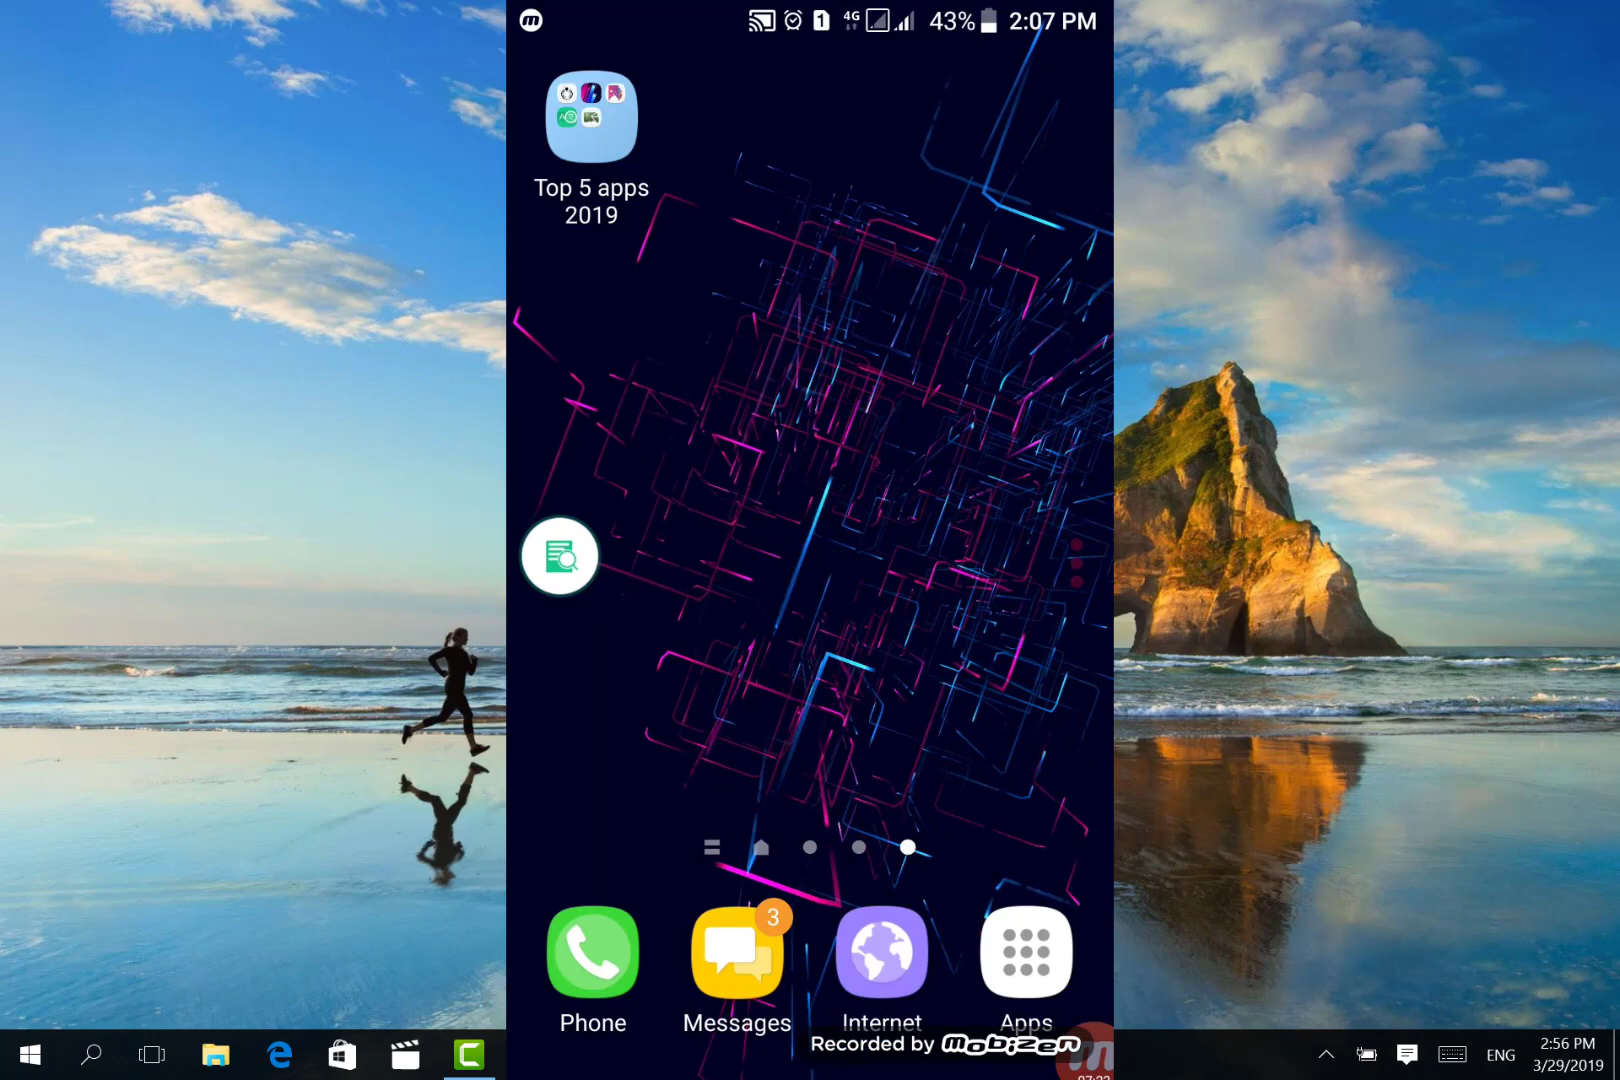 4G 43% 2:07 PM
Top 5 apps
2019
3
Phone Messages Internet Apps
Recorded by mobizen
ENG 2:56 PM
3/29/2019